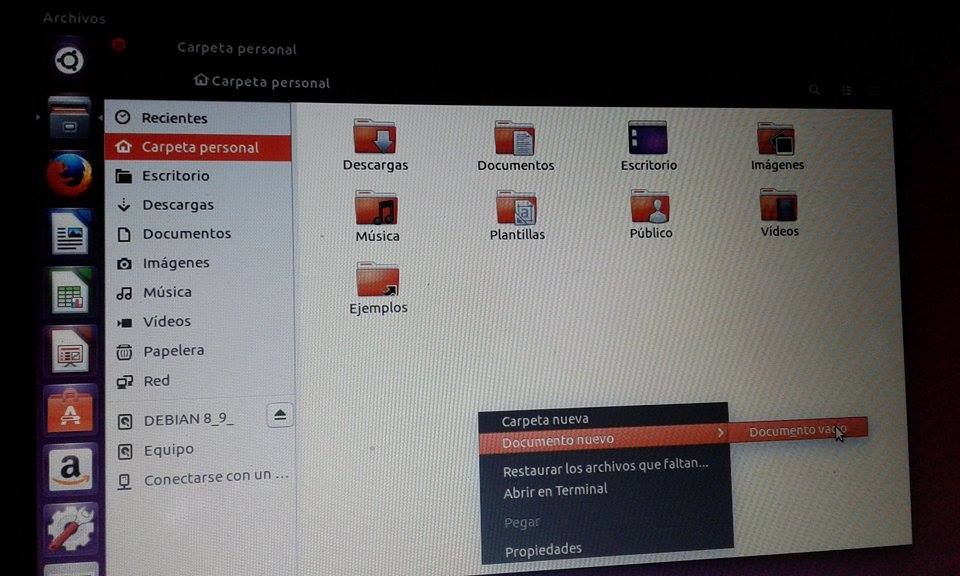 Archivos
Carpeta personal
Carpeta personal
Recientes
Carpeta personal
Escritorio
Descargas
Documentos
Imágenes
Música
Vídeos
Papelera
Red
DEBIAN 8_9_
Equipo
Conectarse con un ...
Descargas
Documentos
Escritorio
Imágenes
Música
Plantillas
Público
Vídeos
Ejemplos
Carpeta nueva
Documento nuevo
Documento vacío
Restaurar los archivos que faltan...
Abrir en Terminal
Pegar
Propiedades